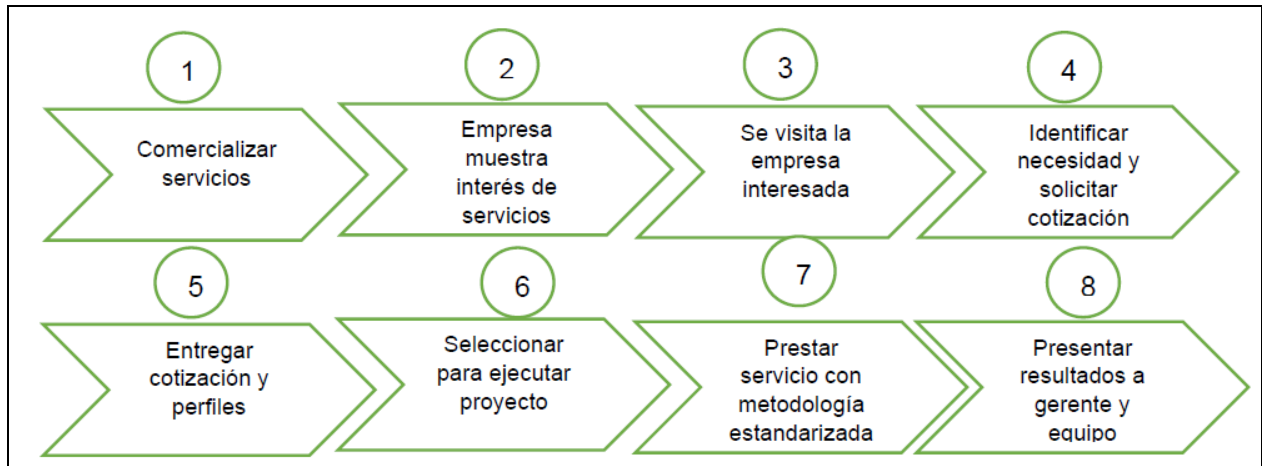 1
Comercializar
servicios
2
Empresa
muestra
interés de
servicios
3
Se visita la
empresa
interesada
4
Identificar
necesidad y
solicitar
cotización
5
Entregar
cotización y
perfiles
6
Seleccionar
para ejecutar
proyecto
7
Prestar
servicio con
metodología
estandarizada
8
Presentar
resultados a
gerente y
equipo